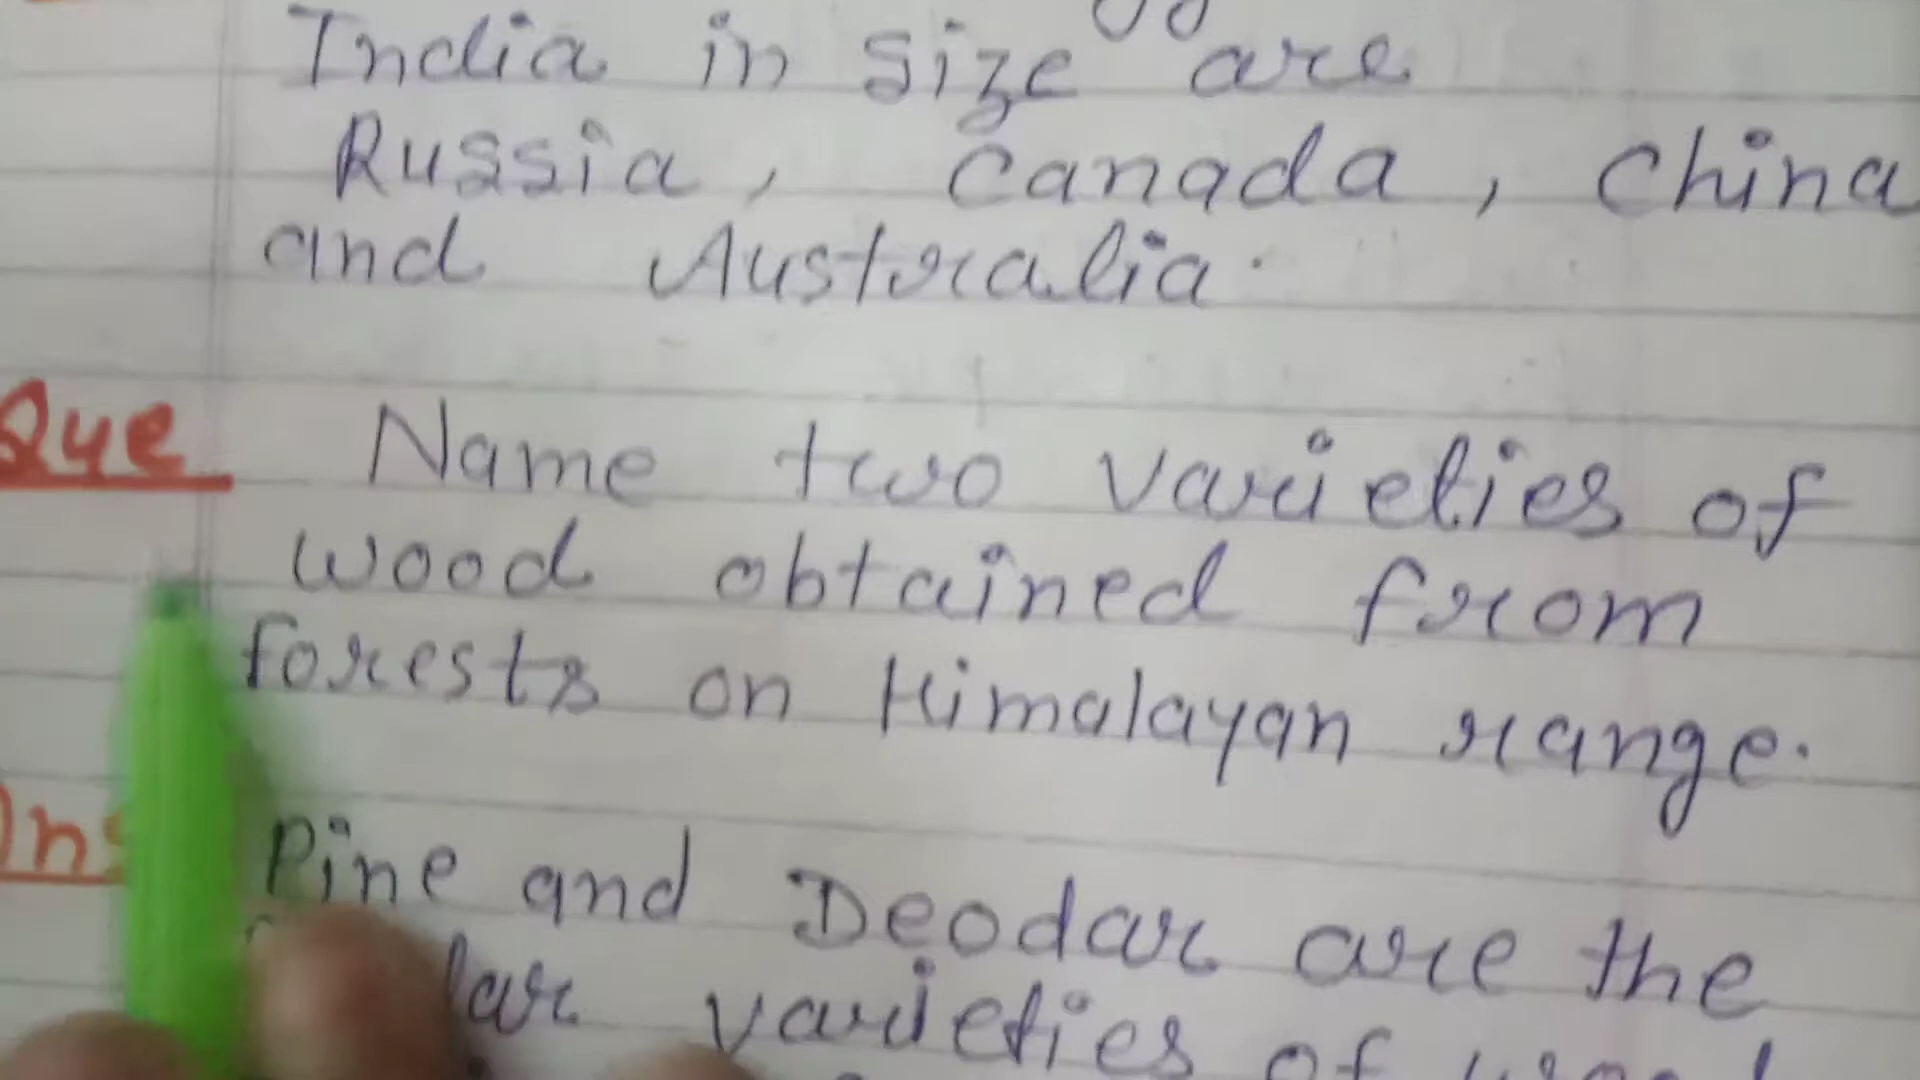 India in size are
Russia, Canada, China
and Australia.
Que Name two varieties of
wood obtained from
forests on Himalayan range.
Ans Pine and Deodar are the
varieties of wood